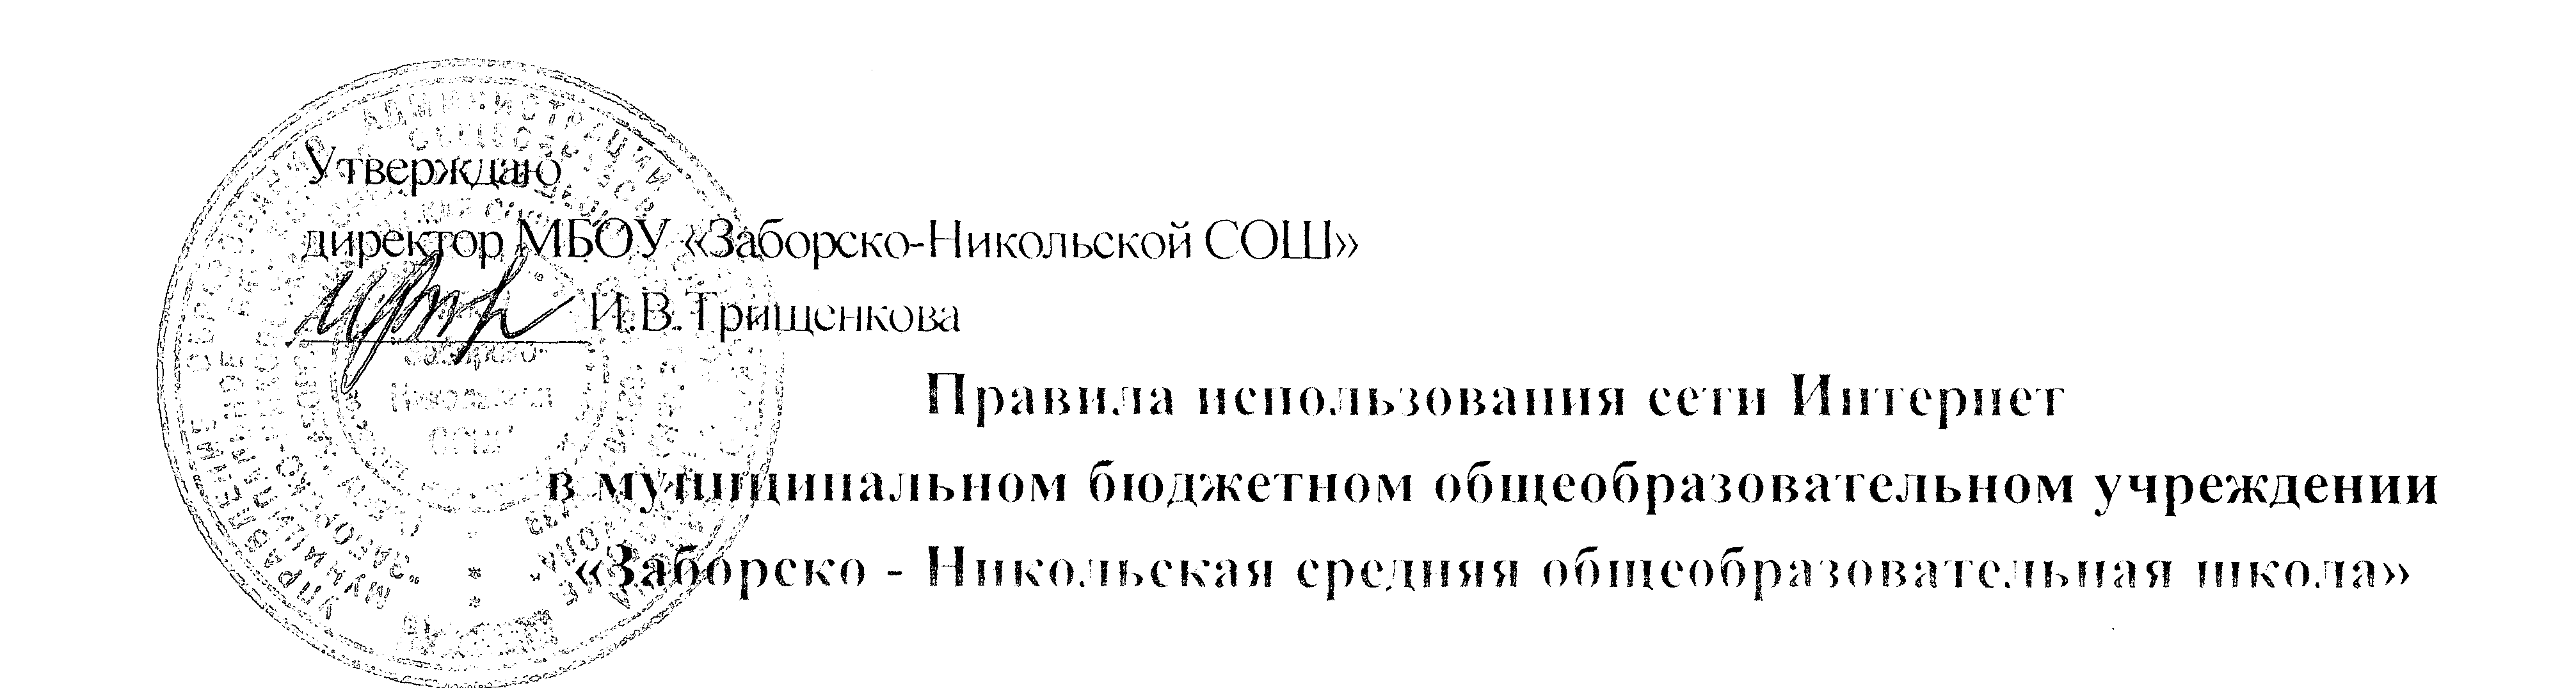 Утверждаю
директор МБОУ «Заборско-Никольской СОШ»
И.В.Трищенкова
Правила использования сети Интернет
в муниципальном бюджетном общеобразовательном учреждении
«Заборско - Никольская средняя общеобразовательная школа»